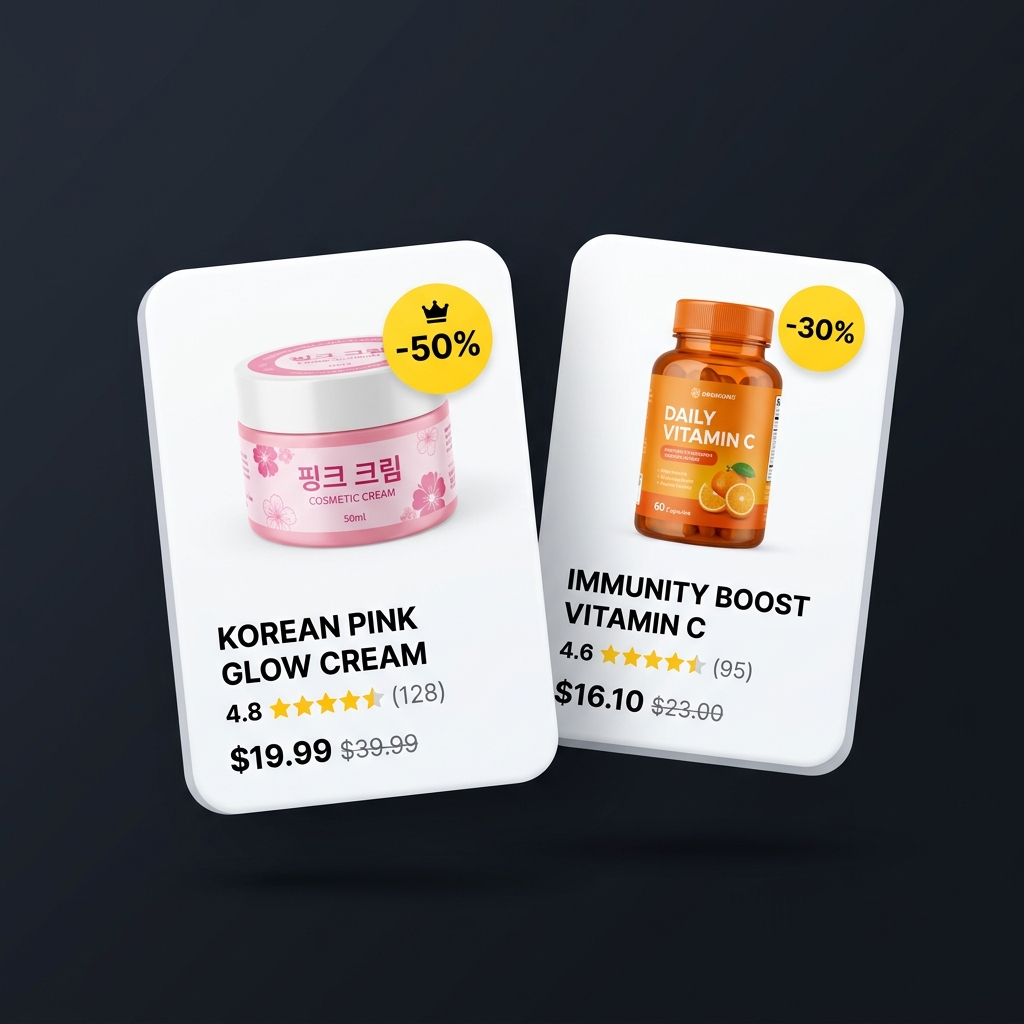 -50%
핑크 크림
COSMETIC CREAM
50ml
KOREAN PINK
GLOW CREAM
4.8 (128)
$19.99 $39.99
-30%
DAILY
VITAMIN C
60 Capsules
IMMUNITY BOOST
VITAMIN C
4.6 (95)
$16.10 $23.00